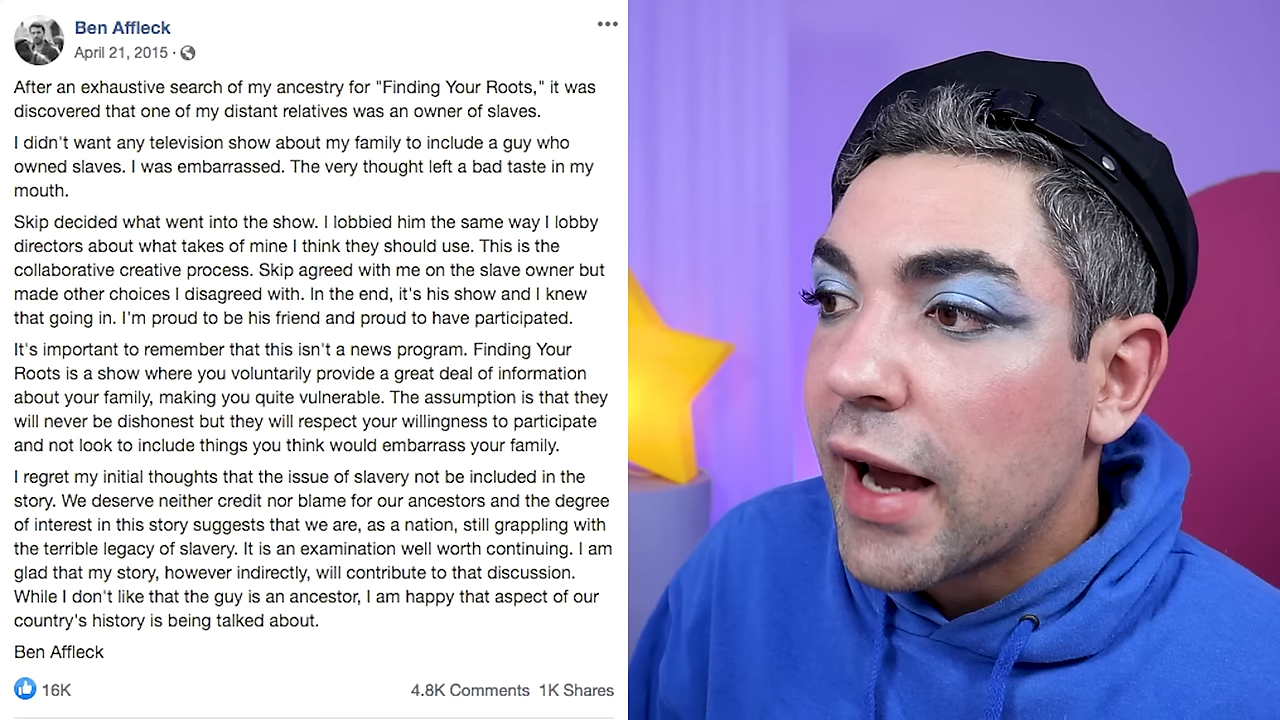 Ben Affleck
April 21, 2015 ·
After an exhaustive search of my ancestry for "Finding Your Roots," it was
discovered that one of my distant relatives was an owner of slaves.
I didn't want any television show about my family to include a guy who
owned slaves. I was embarrassed. The very thought left a bad taste in my
mouth.
Skip decided what went into the show. I lobbied him the same way I lobby
directors about what takes of mine I think they should use. This is the
collaborative creative process. Skip agreed with me on the slave owner but
made other choices I disagreed with. In the end, it's his show and I knew
that going in. I'm proud to be his friend and proud to have participated.
It's important to remember that this isn't a news program. Finding Your
Roots is a show where you voluntarily provide a great deal of information
about your family, making you quite vulnerable. The assumption is that they
will never be dishonest but they will respect your willingness to participate
and not look to include things you think would embarrass your family.
I regret my initial thoughts that the issue of slavery not be included in the
story. We deserve neither credit nor blame for our ancestors and the degree
of interest in this story suggests that we are, as a nation, still grappling with
the terrible legacy of slavery. It is an examination well worth continuing. I am
glad that my story, however indirectly, will contribute to that discussion.
While I don't like that the guy is an ancestor, I am happy that aspect of our
country's history is being talked about.
Ben Affleck
16K 4.8K Comments 1K Shares